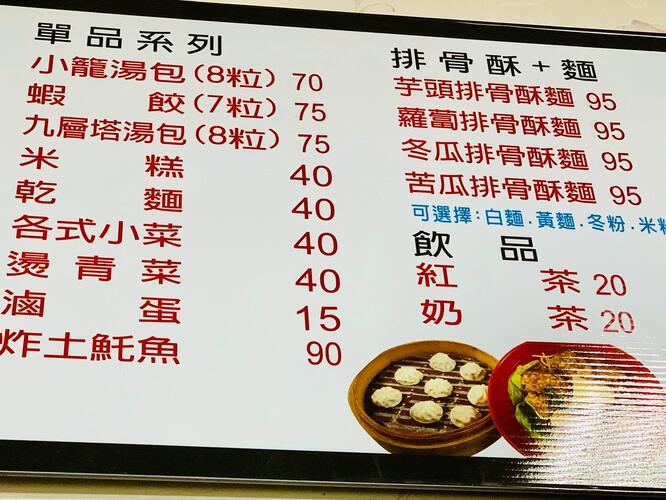 單品系列
小籠湯包(8粒) 70
蝦餃(7粒) 75
九層塔湯包(8粒) 75
米糕 40
乾麵 40
各式小菜 40
燙青菜 40
滷蛋 15
炸土魠魚 90
排骨酥+麵
芋頭排骨酥麵 95
蘿蔔排骨酥麵 95
冬瓜排骨酥麵 95
苦瓜排骨酥麵 95
可選擇:白麵.黃麵.冬粉.米
飲品
紅茶 20
奶茶 20